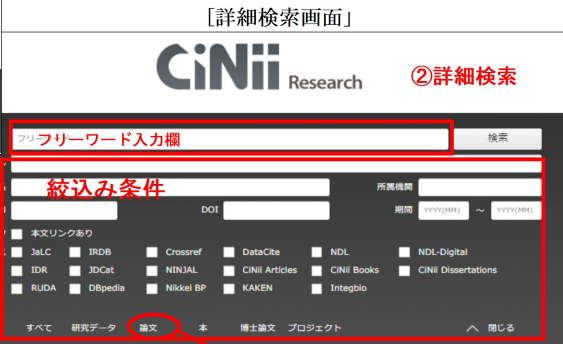 「詳細検索画面」
CiNii Research
②詳細検索
フリーワード入力欄
検索
絞込み条件
所属機関
DOI
期間 YYYY(MM) ～ YYYY(MM)
本文リンクあり
JaLC IRDB Crossref DataCite NDL NDL-Digital
IDR JDCat NINJAL CiNii Articles CiNii Books CiNii Dissertations
RUDA DBpedia Nikkei BP KAKEN Integbio
すべて 研究データ 論文 本 博士論文 プロジェクト へ 閉じる